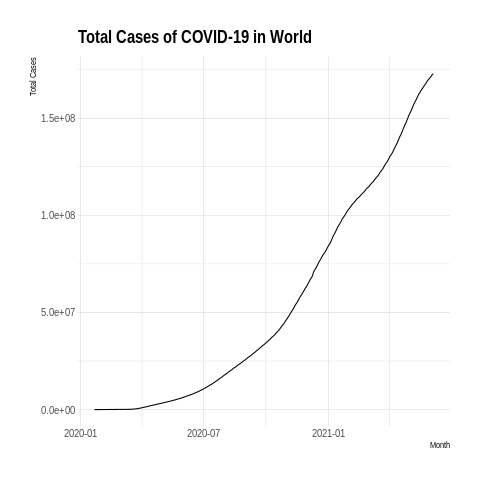 Total Cases of COVID-19 in World
Total Cases
1.5e+08
1.0e+08
5.0e+07
0.0e+00
2020-01 2020-07 2021-01
Month